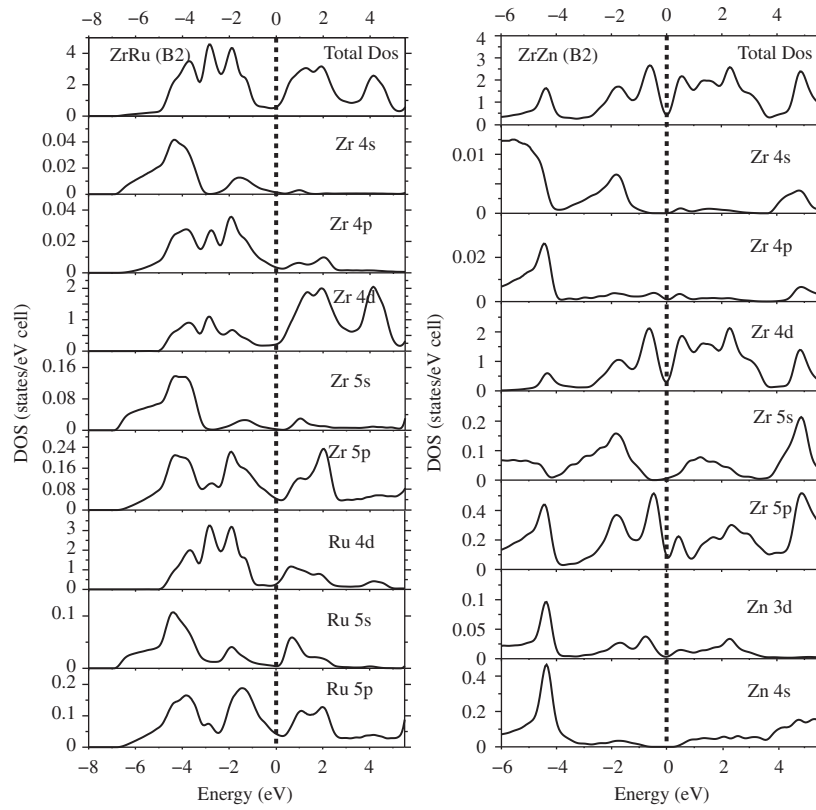 −8 −6 −4 −2 0 2 4
ZrRu (B2) Total Dos
4
2
0
0.04
0.02
0
Zr 4s
0.04
0.02
0
Zr 4p
2
1
0
Zr 4d
0.16
0.08
0
Zr 5s
0.24
0.16
0.08
0
Zr 5p
3
2
1
0
Ru 4d
0.1
0
Ru 5s
0.2
0.1
0
Ru 5p
−8 −6 −4 −2 0 2 4
Energy (eV)
DOS (states/eV cell)
−6 −4 −2 0 2 4
ZrZn (B2) Total Dos
4
3
2
1
0
0.01
0
Zr 4s
0.02
0
Zr 4p
2
1
0
Zr 4d
0.2
0.1
0
Zr 5s
0.4
0.2
0
Zr 5p
0.1
0.05
0
Zn 3d
0.4
0.2
0
Zn 4s
−6 −4 −2 0 2 4
Energy (eV)
DOS (states/eV cell)